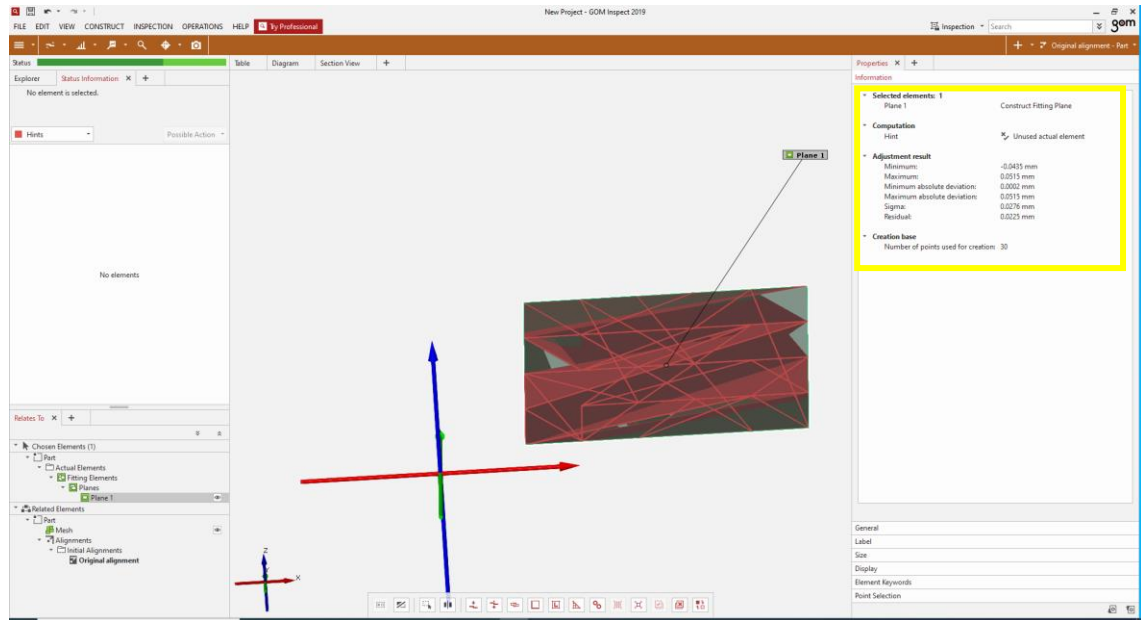 New Project - GOM Inspect 2019
FILE EDIT VIEW CONSTRUCT INSPECTION OPERATIONS HELP Try Professional
Inspection Search gom
Original alignment - Part
Status
Table Diagram Section View +
Properties X +
Explorer Status Information X +
Information
No element is selected.
Selected elements: 1
Plane 1 Construct Fitting Plane
Computation
Hint Unused actual element
Hints Possible Action
Plane 1
Adjustment result
Minimum: -0.0435 mm
Maximum: 0.0515 mm
Minimum absolute deviation: 0.0002 mm
Maximum absolute deviation: 0.0515 mm
Sigma: 0.0276 mm
Residual: 0.0225 mm
Creation base
Number of points used for creation: 30
No elements
Relates To X +
Chosen Elements (1)
Part
Actual Elements
Fitting Elements
Planes
Plane 1
Related Elements
Part
Mesh
Alignments
Initial Alignments
Original alignment
Z
X
General
Label
Size
Display
Element Keywords
Point Selection